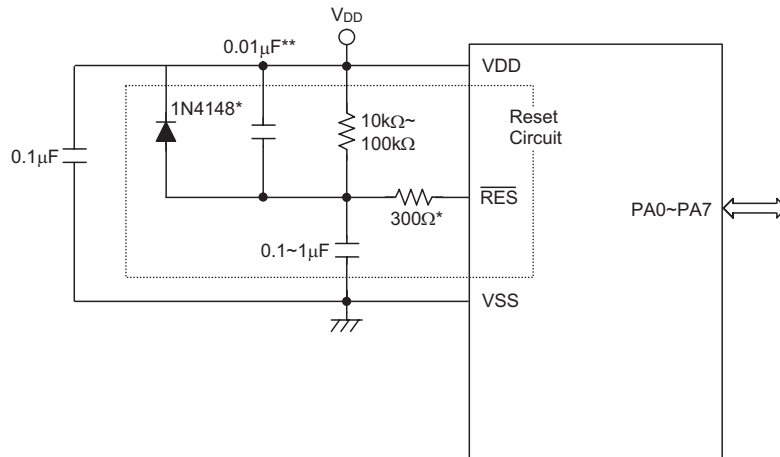 VDD
0.01μF**
VDD
1N4148*
10kΩ~
100kΩ
Reset
Circuit
0.1μF
RES
300Ω*
PA0~PA7
0.1~1μF
VSS